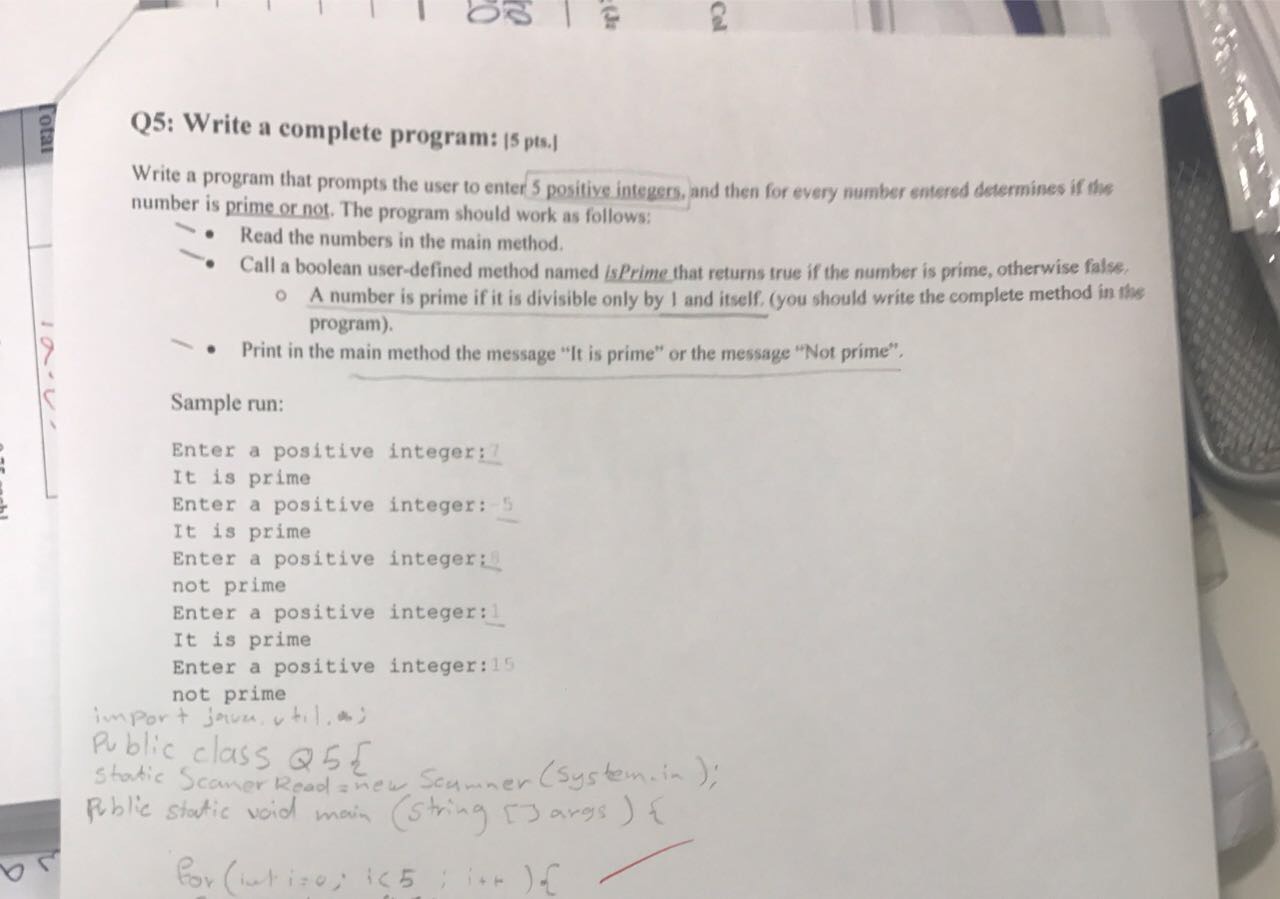 Col
Total
Q5: Write a complete program: [5 pts.]
Write a program that prompts the user to enter 5 positive integers, and then for every number entered determines if the
number is prime or not. The program should work as follows:
• Read the numbers in the main method.
• Call a boolean user-defined method named isPrime that returns true if the number is prime, otherwise false.
o A number is prime if it is divisible only by 1 and itself. (you should write the complete method in the
program).
• Print in the main method the message “It is prime” or the message “Not prime”.
Sample run:
Enter a positive integer:7
It is prime
Enter a positive integer: 5
It is prime
Enter a positive integer:8
not prime
Enter a positive integer:1
It is prime
Enter a positive integer:15
not prime
import java.util.*;
Public class Q5{
Static Scaner Read = new Scanner (System.in);
Public static void main (String [] args) {
for (int i=0; i<5 ; i++ ){